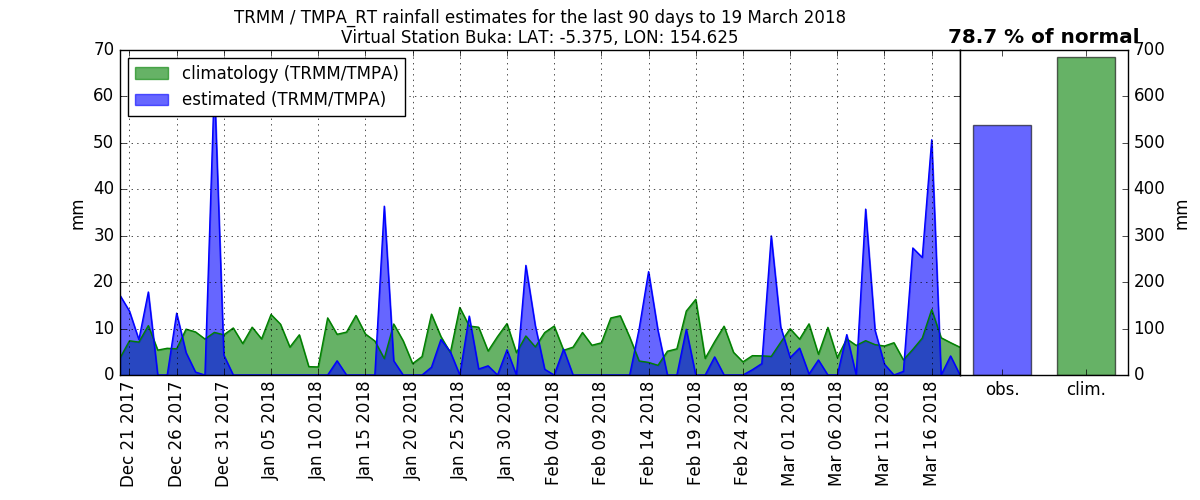 TRMM / TMPA_RT rainfall estimates for the last 90 days to 19 March 2018
Virtual Station Buka: LAT: -5.375, LON: 154.625
78.7 % of normal
climatology (TRMM/TMPA)
estimated (TRMM/TMPA)
mm
70
60
50
40
30
20
10
0
Dec 21 2017
Dec 26 2017
Dec 31 2017
Jan 05 2018
Jan 10 2018
Jan 15 2018
Jan 20 2018
Jan 25 2018
Jan 30 2018
Feb 04 2018
Feb 09 2018
Feb 14 2018
Feb 19 2018
Feb 24 2018
Mar 01 2018
Mar 06 2018
Mar 11 2018
Mar 16 2018
obs.
clim.
700
600
500
400
300
200
100
0
mm